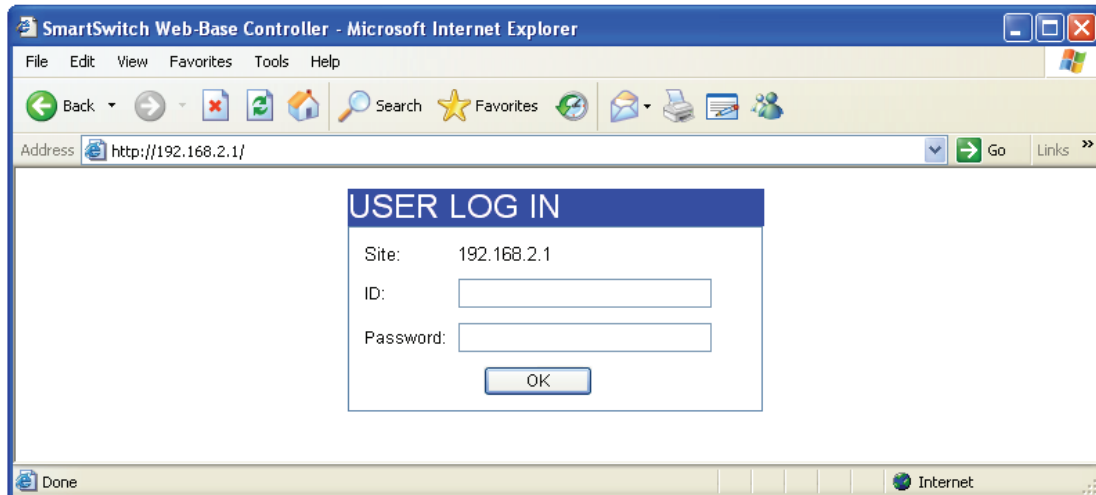 SmartSwitch Web-Base Controller - Microsoft Internet Explorer
File Edit View Favorites Tools Help
Back Search Favorites
Address http://192.168.2.1/ Go Links »
USER LOG IN
Site: 192.168.2.1
ID:
Password:
OK
Done Internet